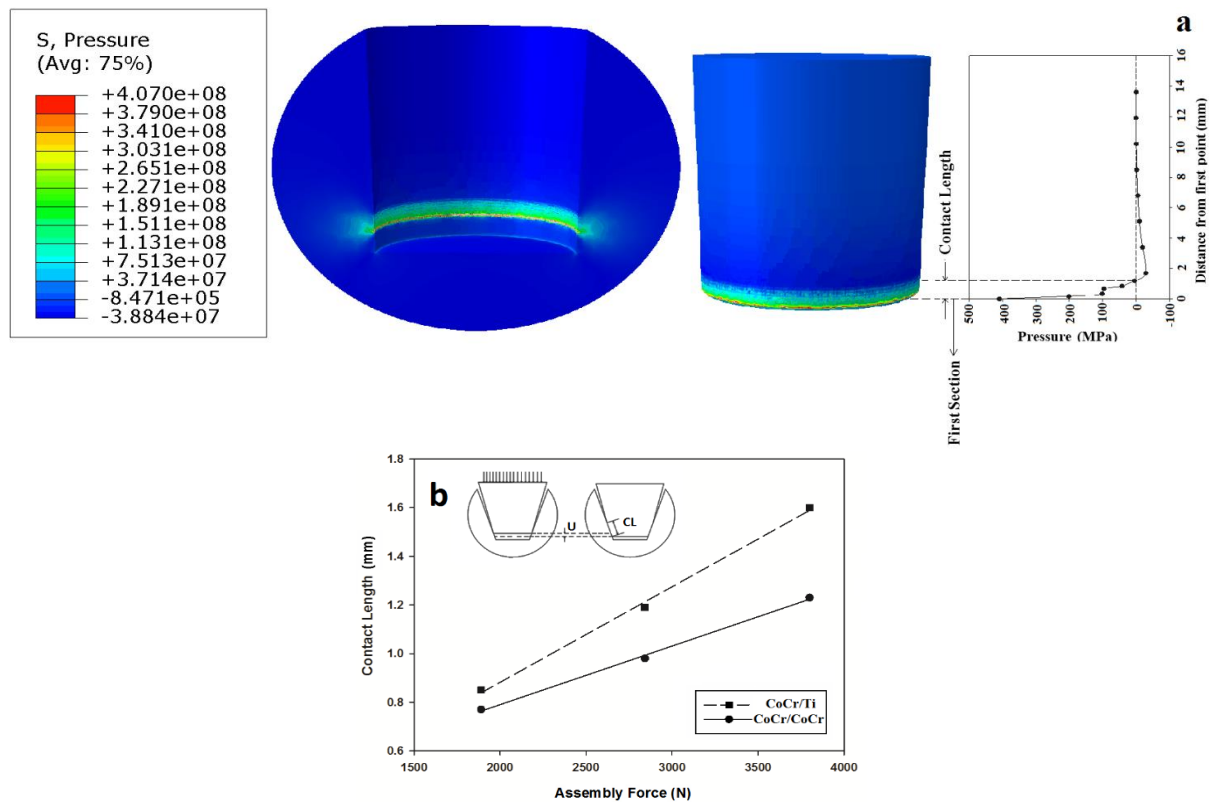 S, Pressure
(Avg: 75%)
+4.070e+08
+3.790e+08
+3.410e+08
+3.031e+08
+2.651e+08
+2.271e+08
+1.891e+08
+1.511e+08
+1.131e+08
+7.513e+07
+3.714e+07
-8.471e+05
-3.884e+07
a
Contact Length
First Section
16
14
12
10
8
6
4
2
0
Distance from first point (mm)
500
400
300
200
100
0
-100
Pressure (MPa)
b
U
CL
Contact Length (mm)
1.8
1.6
1.4
1.2
1.0
0.8
0.6
CoCr/Ti
CoCr/CoCr
1500
2000
2500
3000
3500
4000
Assembly Force (N)